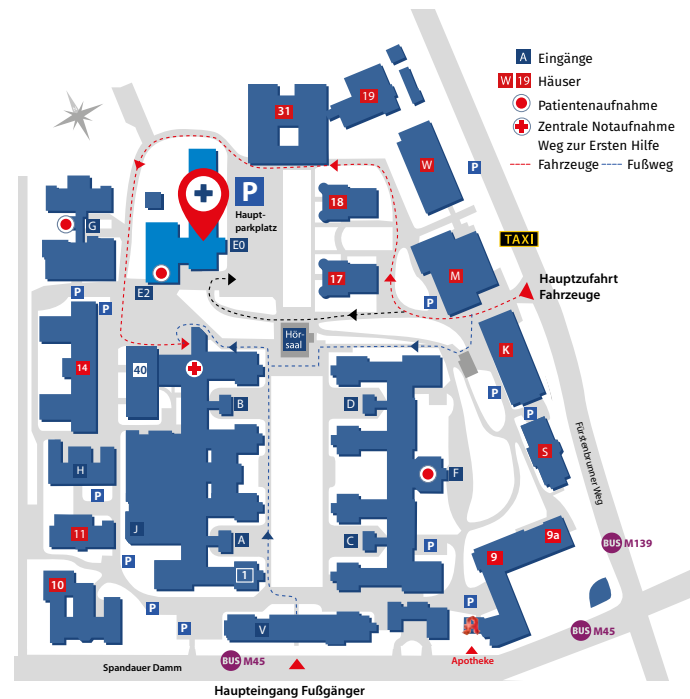 A Eingänge
W 19 Häuser
Patientenaufnahme
Zentrale Notaufnahme
Weg zur Ersten Hilfe
Fahrzeuge
Fußweg
19
31
W
P
P
Haupt-
parkplatz
18
G
E0
TAXI
17
M
E2
Hauptzufahrt
Fahrzeuge
P
P
P
P
Hör-
saal
K
14
40
P
B
D
P
S
Fürstenbrunner Weg
H
F
P
J
11
A
C
P
9
9a
BUS M139
P
10
1
P
P
P
V
BUS M45
Apotheke
Spandauer Damm
BUS M45
Haupteingang Fußgänger